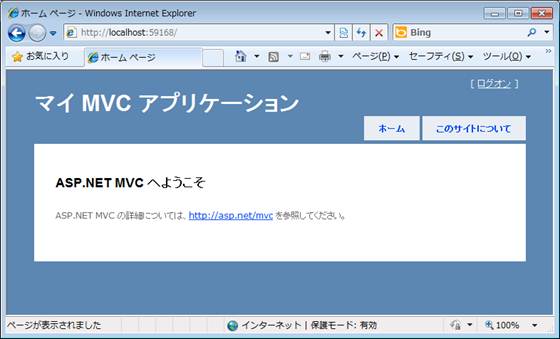 ホーム ページ - Windows Internet Explorer
http://localhost:59168/
Bing
お気に入り
ホーム ページ
ページ(P)
セーフティ(S)
ツール(O)
[ ログオン ]
マイ MVC アプリケーション
ホーム
このサイトについて
ASP.NET MVC へようこそ
ASP.NET MVC の詳細については、http://asp.net/mvc を参照してください。
ページが表示されました
インターネット | 保護モード: 有効
100%